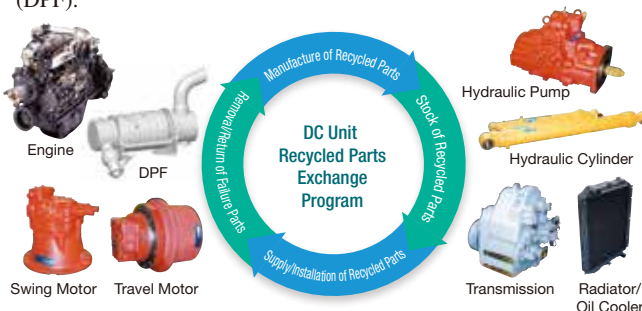 (DPF).
Engine
DPF
Swing Motor
Travel Motor
Manufacture of Recycled Parts
Stock of Recycled Parts
Supply/Installation of Recycled Parts
Removal/Return of Failure Parts
DC Unit
Recycled Parts
Exchange
Program
Hydraulic Pump
Hydraulic Cylinder
Transmission
Radiator/
Oil Cooler